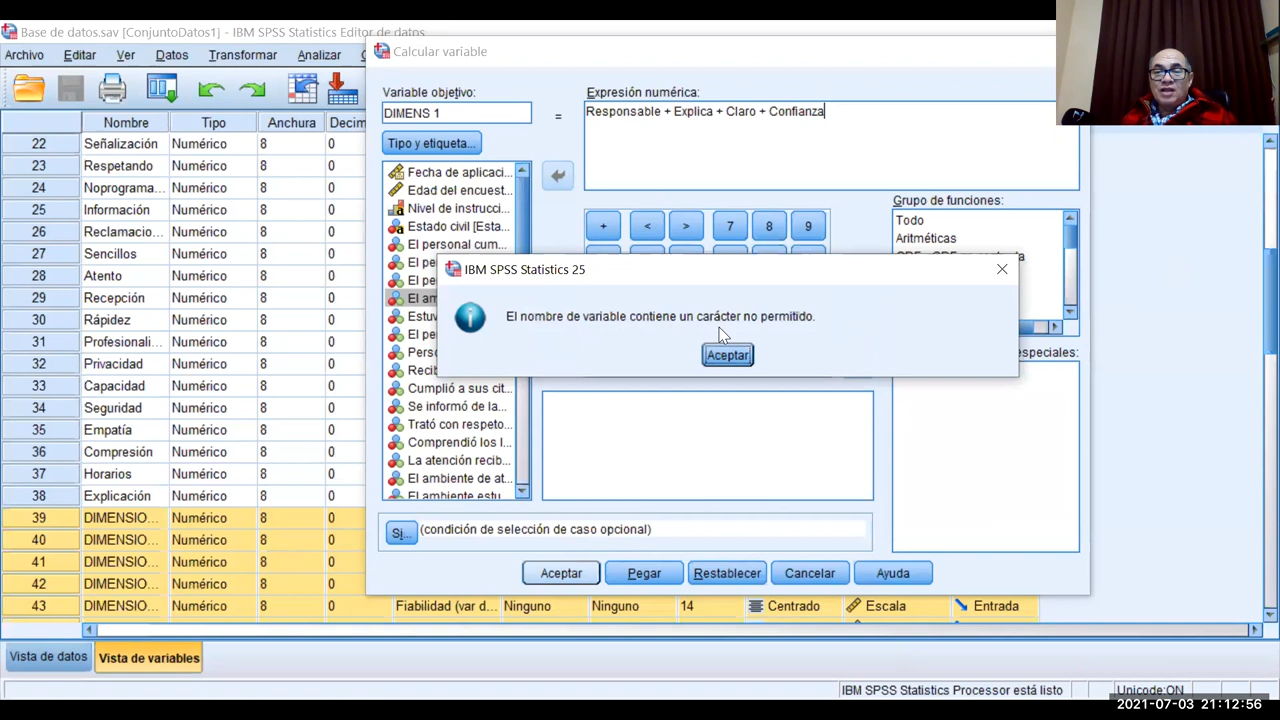 Base de datos.sav [ConjuntoDatos1] - IBM SPSS Statistics Editor de datos
Archivo Editar Ver Datos Transformar Analizar
Calcular variable
Variable objetivo:
DIMENS 1
=
Expresión numérica:
Responsable + Explica + Claro + Confianza
Tipo y etiqueta...
Fecha de aplicaci...
Edad del encuest...
Nivel de instrucci...
Estado civil [Esta...
El personal cum...
El pe
El pe
El am
Estuv
El pe
Perso
Recib
Cumplió a sus cit...
Se informó de la...
Trató con respeto...
Comprendió los l...
La atención recib...
El ambiente de at...
El ambiente estu
+ < > 7 8 9
Grupo de funciones:
Todo
Aritméticas
especiales:
IBM SPSS Statistics 25
El nombre de variable contiene un carácter no permitido.
Aceptar
Si... (condición de selección de caso opcional)
Aceptar Pegar Restablecer Cancelar Ayuda
Nombre Tipo Anchura Decim
22 Señalización Numérico 8 0
23 Respetando Numérico 8 0
24 Noprograma... Numérico 8 0
25 Información Numérico 8 0
26 Reclamacio... Numérico 8 0
27 Sencillos Numérico 8 0
28 Atento Numérico 8 0
29 Recepción Numérico 8 0
30 Rápidez Numérico 8 0
31 Profesionali... Numérico 8 0
32 Privacidad Numérico 8 0
33 Capacidad Numérico 8 0
34 Seguridad Numérico 8 0
35 Empatía Numérico 8 0
36 Compresión Numérico 8 0
37 Horarios Numérico 8 0
38 Explicación Numérico 8 0
39 DIMENSIO... Numérico 8 0
40 DIMENSIO... Numérico 8 0
41 DIMENSIO... Numérico 8 0
42 DIMENSIO... Numérico 8 0
43 DIMENSIO... Numérico 8 0 Fiabilidad (var d... Ninguno Ninguno 14 Centrado Escala Entrada
Vista de datos Vista de variables
IBM SPSS Statistics Processor está listo Unicode:ON
2021-07-03 21:12:56